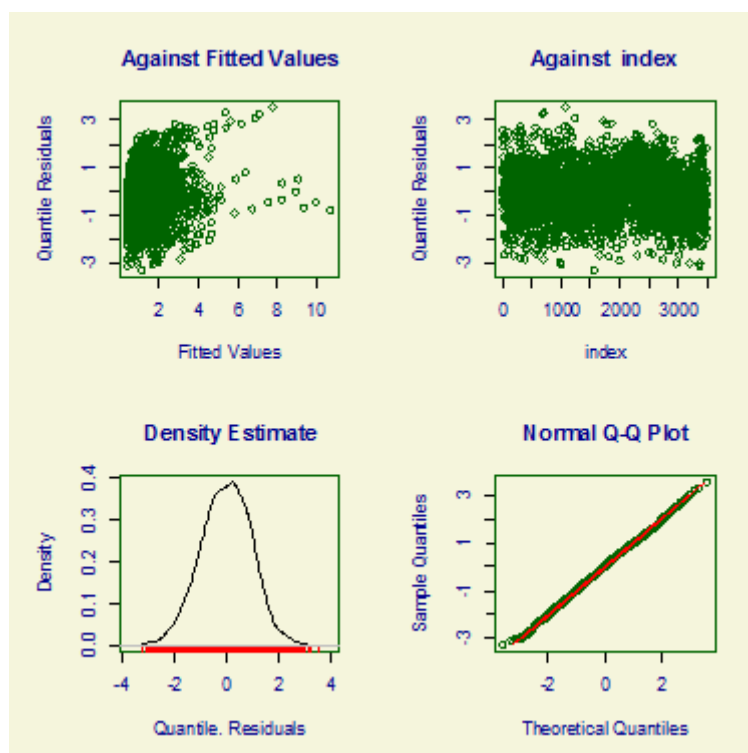 Against Fitted Values
Quantile Residuals
3
1
-1
-3
2 4 6 8 10
Fitted Values
Against index
Quantile Residuals
3
1
-1
-3
0 1000 2000 3000
index
Density Estimate
Density
0.4
0.3
0.2
0.1
0.0
-4 -2 0 2 4
Quantile. Residuals
Normal Q-Q Plot
Sample Quantiles
3
1
-1
-3
-2 0 2
Theoretical Quantiles